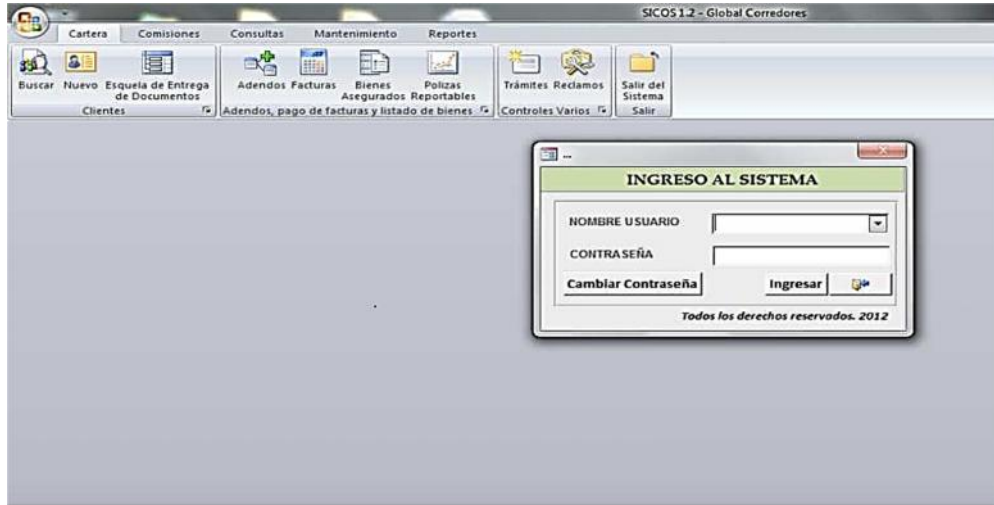 SICOS 1.2 - Global Corredores
Cartera Comisiones Consultas Mantenimiento Reportes
Buscar Nuevo Esquela de Entrega de Documentos
Adendos Facturas Bienes Asegurados Polizas Reportables
Trámites Reclamos Salir del Sistema
Clientes Adendos, pago de facturas y listado de bienes Controles Varios Salir
...
INGRESO AL SISTEMA
NOMBRE USUARIO
CONTRASEÑA
Cambiar Contraseña Ingresar
Todos los derechos reservados. 2012